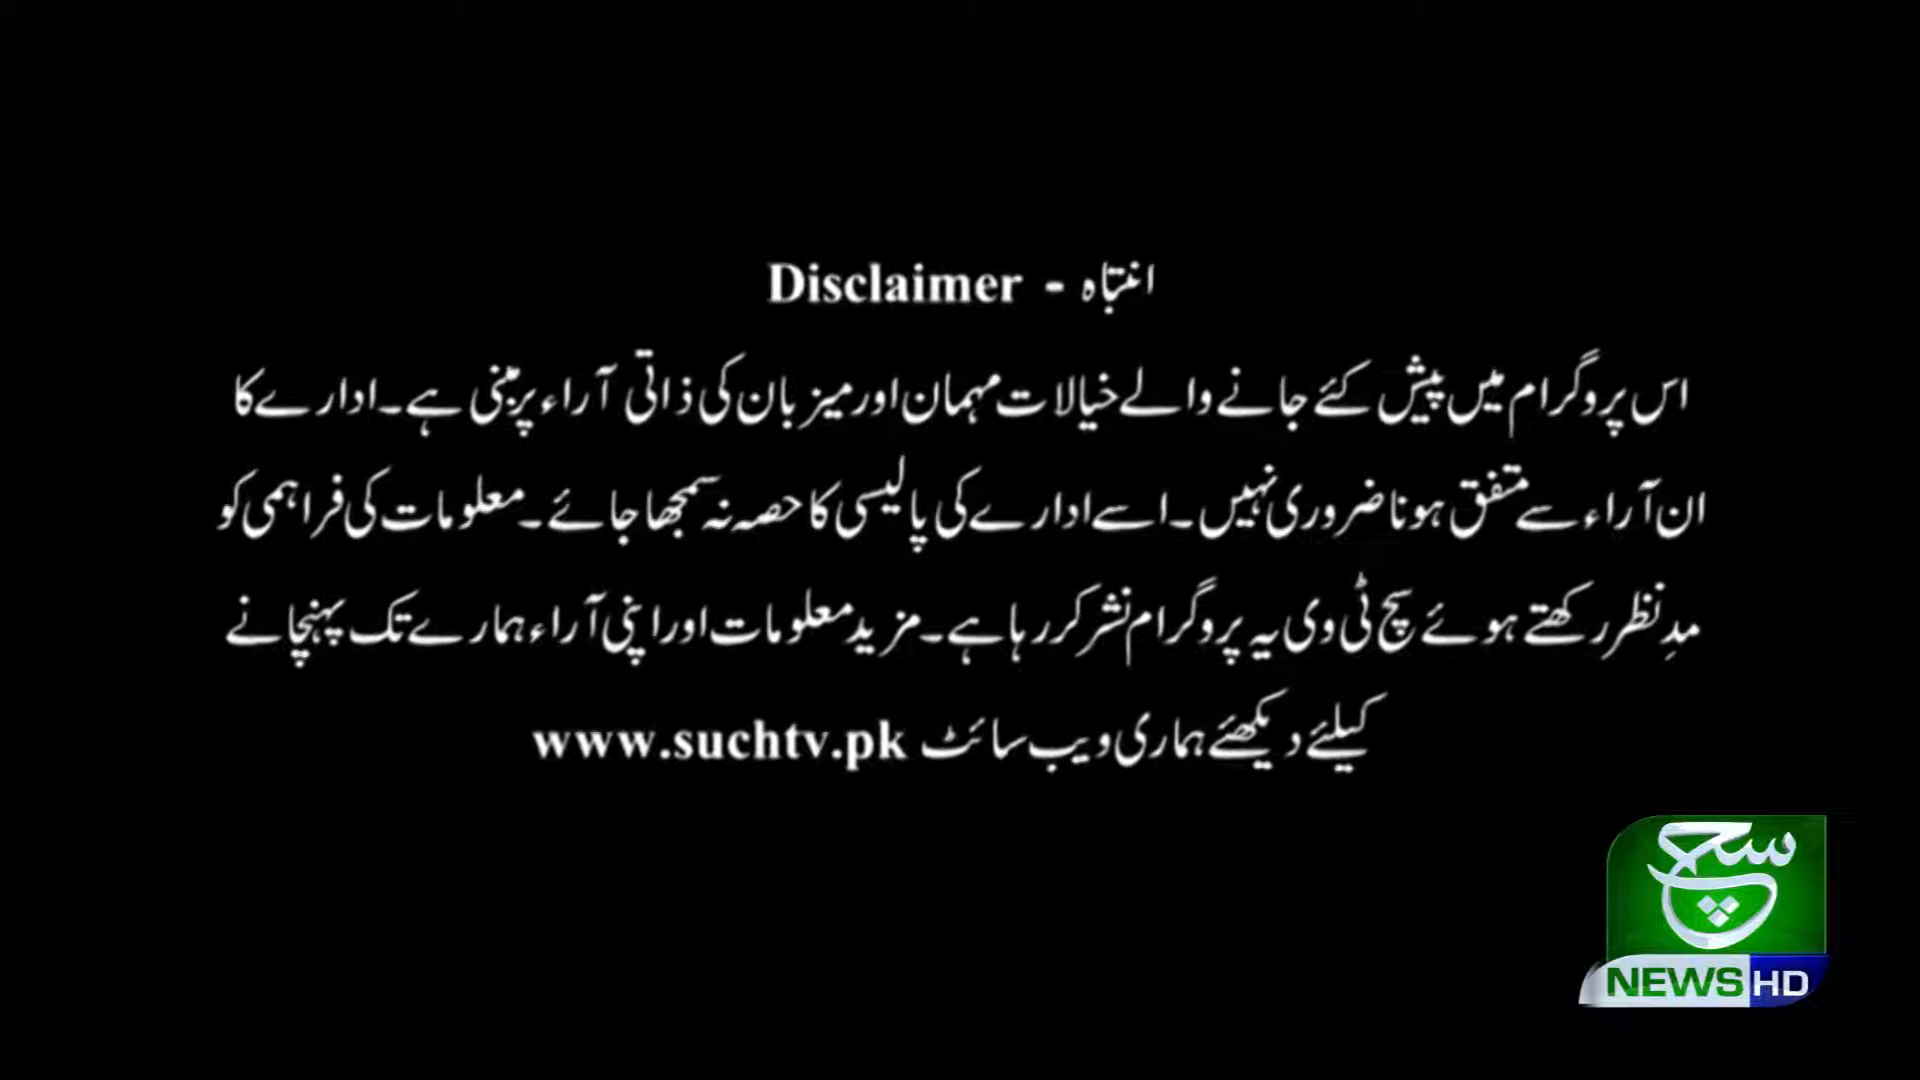 انتباہ - Disclaimer
اس پروگرام میں پیش کئے جانے والے خیالات مہمان اور میزبان کی ذاتی آراء پر مبنی ہے۔ ادارے کا
ان آراء سے متفق ہونا ضروری نہیں۔ اسے ادارے کی پالیسی کا حصہ نہ سمجھا جائے۔ معلومات کی فراہمی کو
مدِ نظر رکھتے ہوئے سچ ٹی وی یہ پروگرام نشر کر رہا ہے۔ مزید معلومات اور اپنی آراء ہمارے تک پہنچانے
کیلئے دیکھئے ہماری ویب سائٹ www.suchtv.pk
سچ
NEWS HD